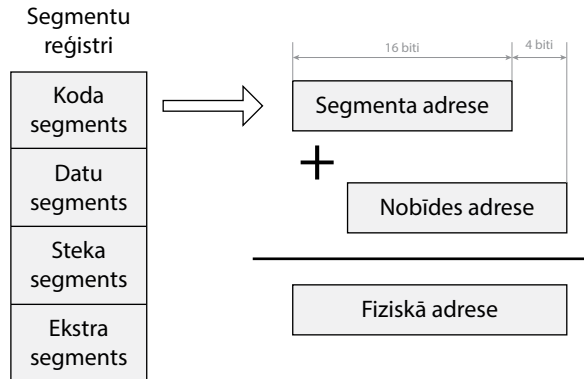 Segmentu
reģistri
Koda
segments
Datu
segments
Steka
segments
Ekstra
segments
16 biti
4 biti
Segmenta adrese
+
Nobīdes adrese
Fiziskā adrese